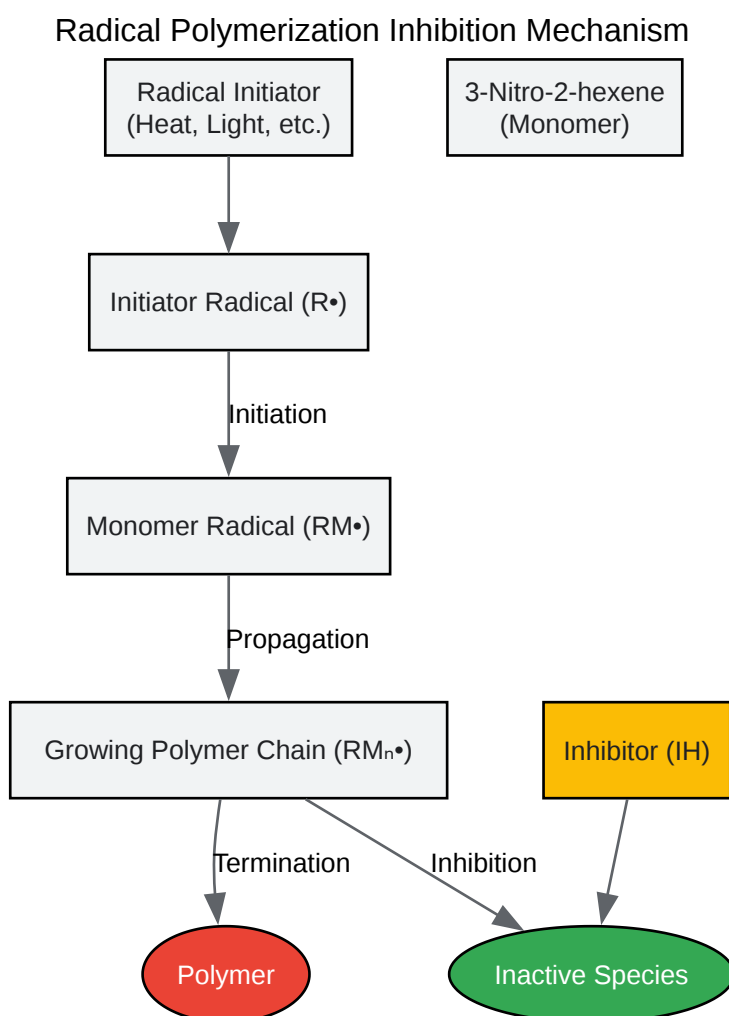 Radical Polymerization Inhibition Mechanism
Radical Initiator
(Heat, Light, etc.)
3-Nitro-2-hexene
(Monomer)
Initiator Radical (R•)
Initiation
Monomer Radical (RM•)
Propagation
Growing Polymer Chain (RMₙ•)
Inhibitor (IH)
Termination
Inhibition
Polymer
Inactive Species